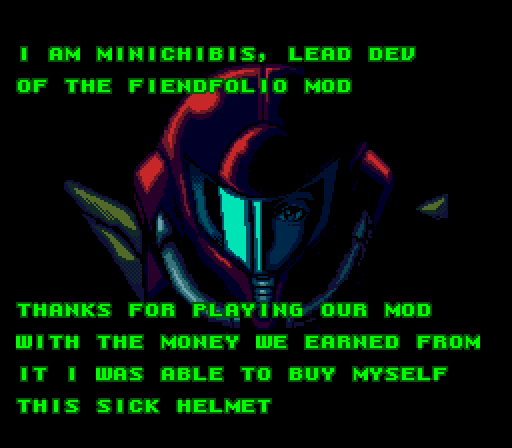 I AM MINICHIBIS, LEAD DEV
OF THE FIENDFOLIO MOD
THANKS FOR PLAYING OUR MOD
WITH THE MONEY WE EARNED FROM
IT I WAS ABLE TO BUY MYSELF
THIS SICK HELMET